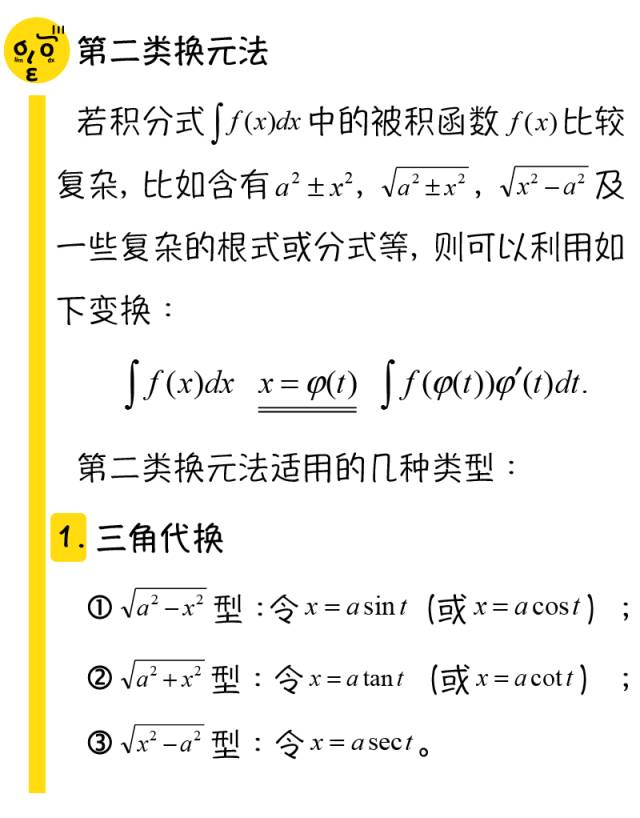 第二类换元法
若积分式∫f(x)dx中的被积函数f(x)比较
复杂, 比如含有a²±x², √(a²±x²), √(x²−a²)及
一些复杂的根式或分式等, 则可以利用如
下变换：
∫f(x)dx x=φ(t) ∫f(φ(t))φ′(t)dt.
第二类换元法适用的几种类型：
1. 三角代换
① √(a²−x²) 型：令 x=a sin t (或 x=a cos t) ；
② √(a²+x²) 型：令 x=a tan t (或 x=a cot t) ；
③ √(x²−a²) 型：令 x=a sec t。